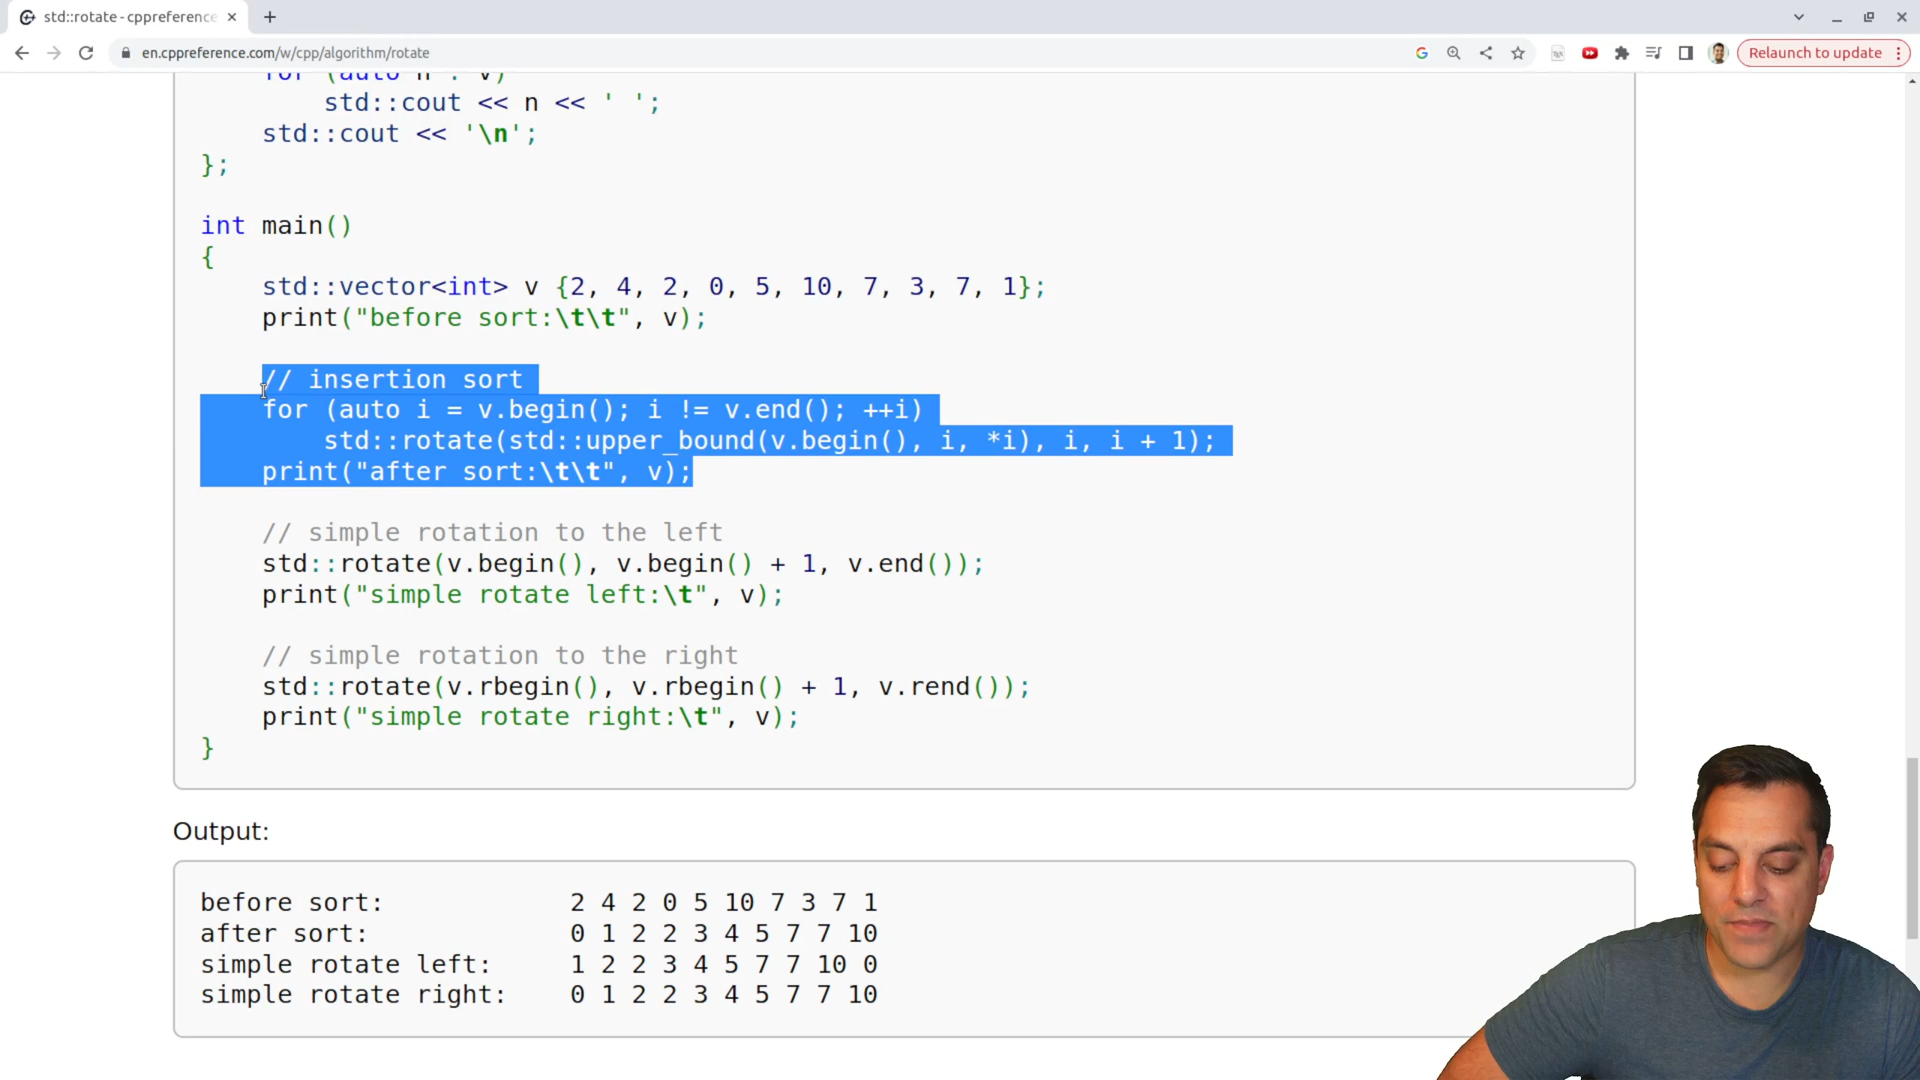 std::rotate - cppreference
en.cppreference.com/w/cpp/algorithm/rotate
Relaunch to update
for (auto n : v)
std::cout << n << ' ';
std::cout << '\n';
};
int main()
{
std::vector<int> v {2, 4, 2, 0, 5, 10, 7, 3, 7, 1};
print("before sort:\t\t", v);
// insertion sort
for (auto i = v.begin(); i != v.end(); ++i)
std::rotate(std::upper_bound(v.begin(), i, *i), i, i + 1);
print("after sort:\t\t", v);
// simple rotation to the left
std::rotate(v.begin(), v.begin() + 1, v.end());
print("simple rotate left:\t", v);
// simple rotation to the right
std::rotate(v.rbegin(), v.rbegin() + 1, v.rend());
print("simple rotate right:\t", v);
}
Output:
before sort: 2 4 2 0 5 10 7 3 7 1
after sort: 0 1 2 2 3 4 5 7 7 10
simple rotate left: 1 2 2 3 4 5 7 7 10 0
simple rotate right: 0 1 2 2 3 4 5 7 7 10